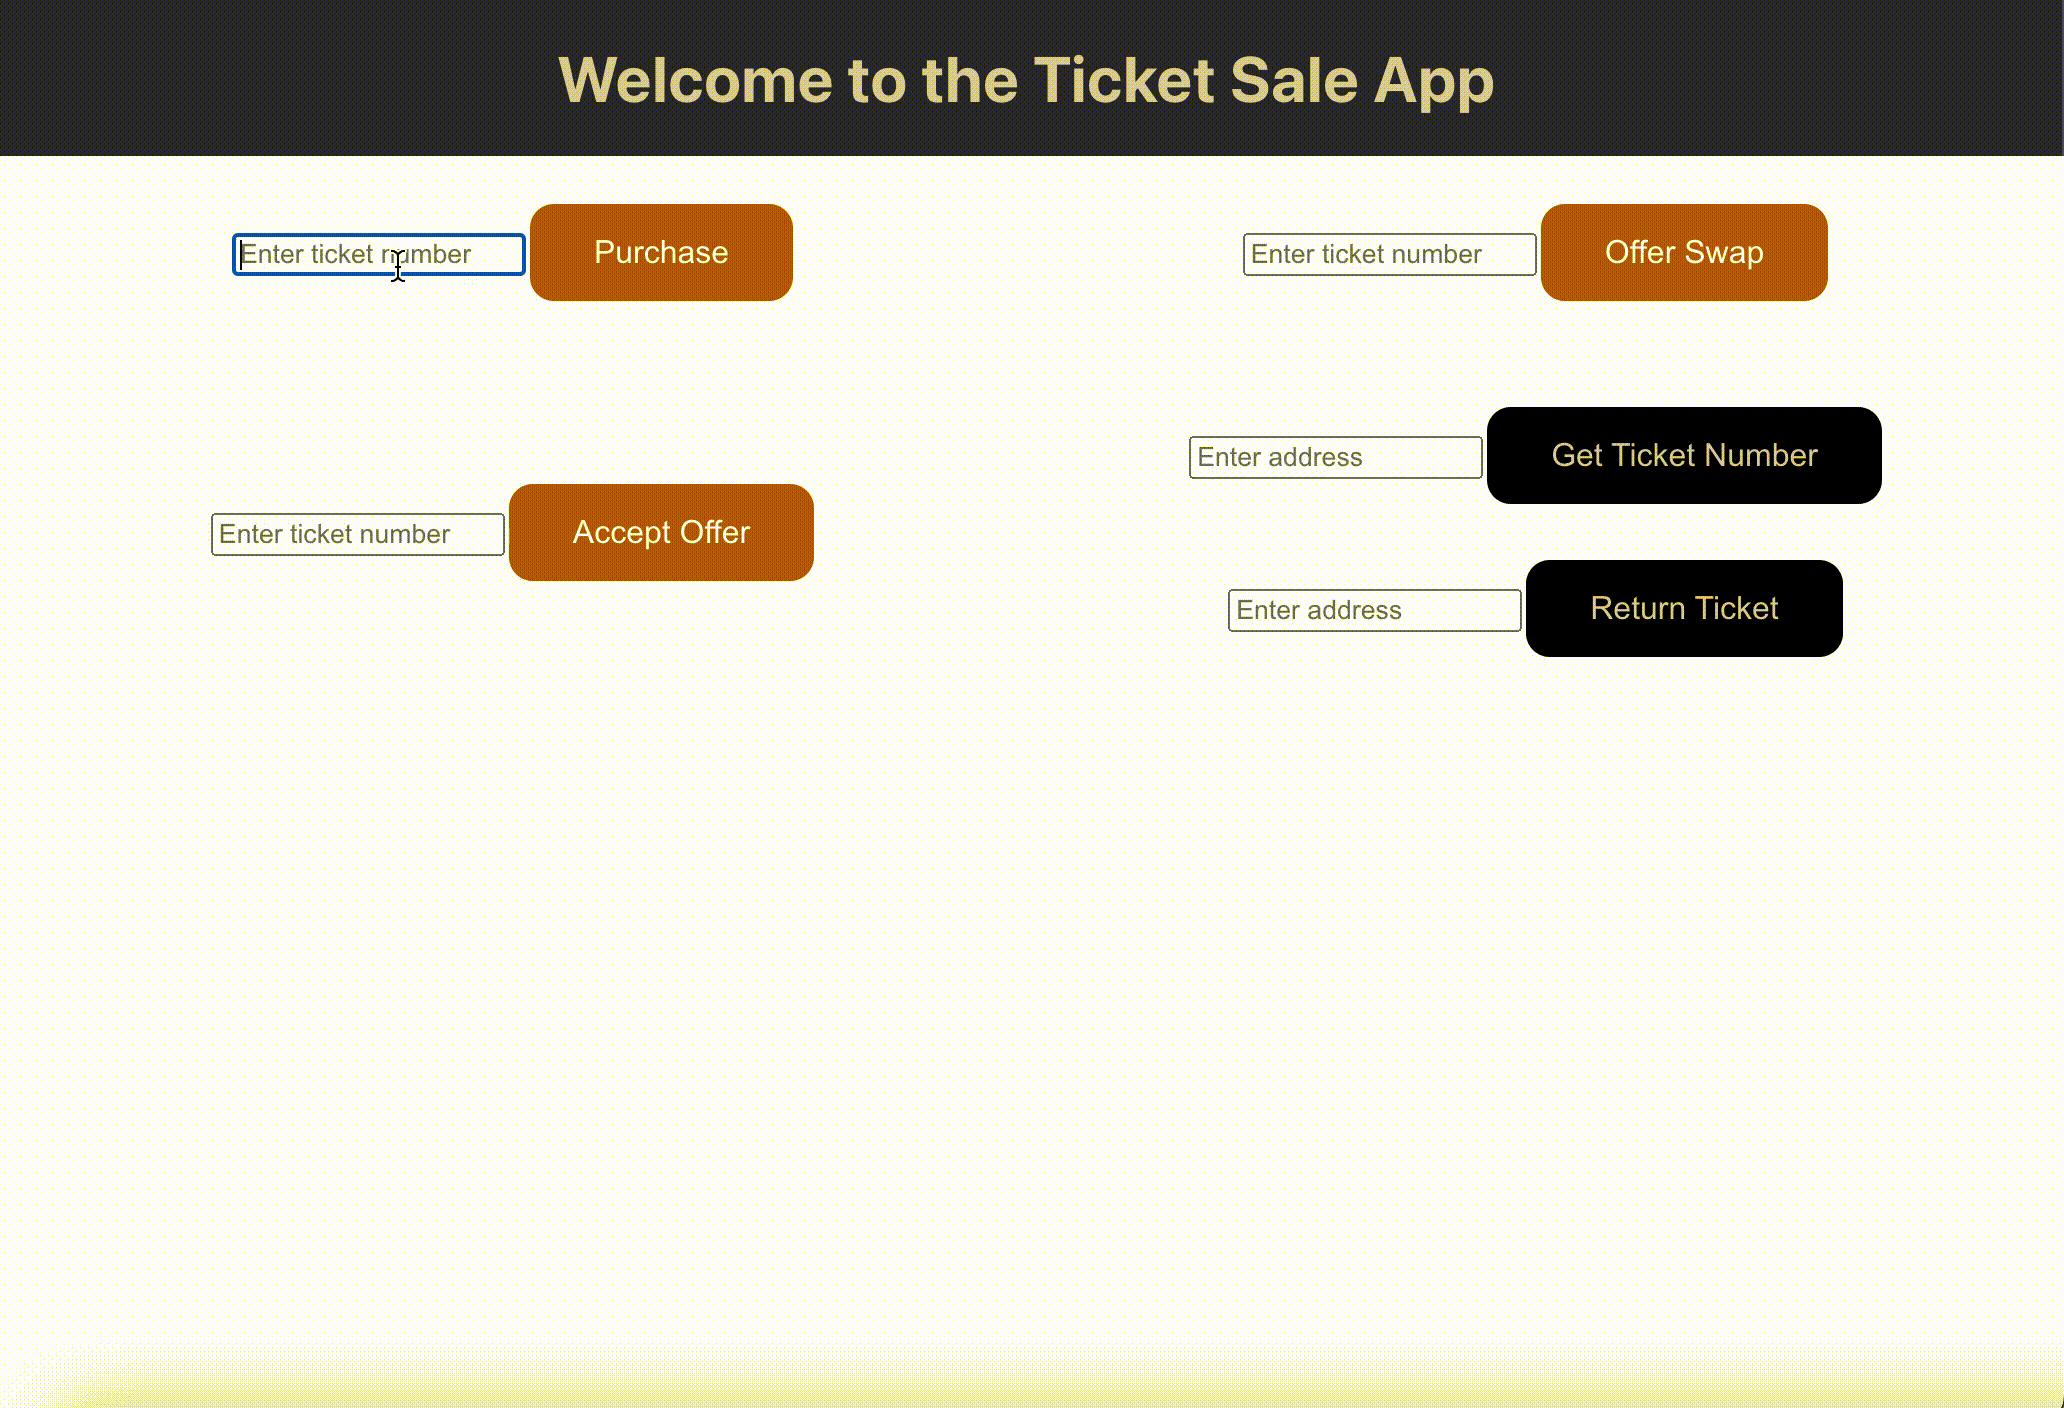 Welcome to the Ticket Sale App
Enter ticket number Purchase
Enter ticket number Offer Swap
Enter address Get Ticket Number
Enter ticket number Accept Offer
Enter address Return Ticket